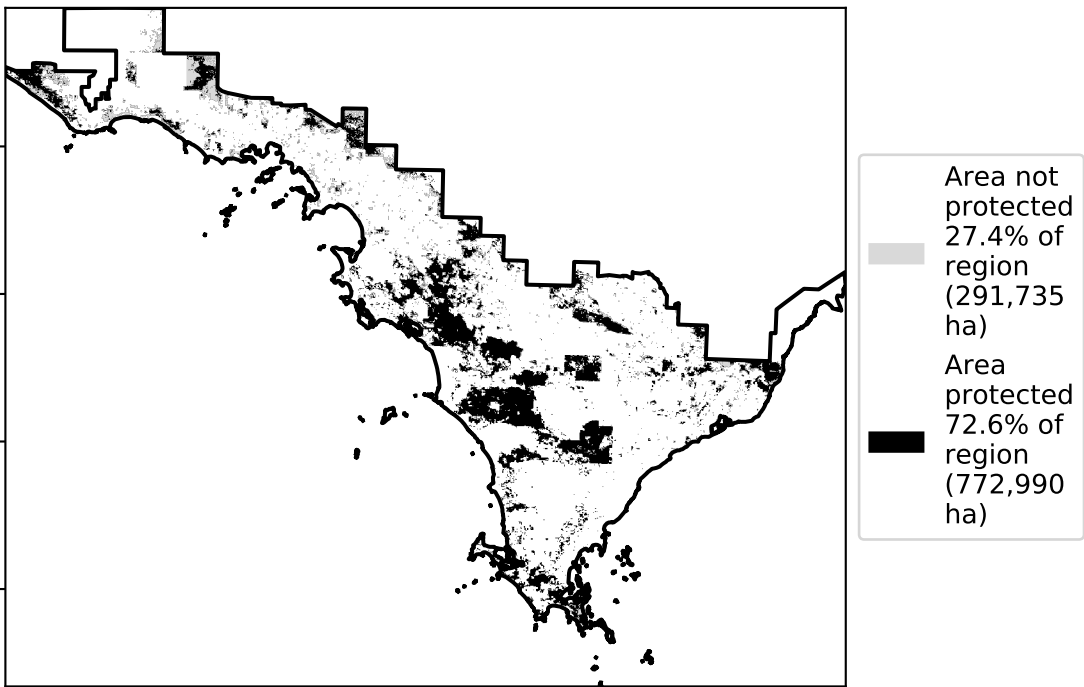 Area not
protected
27.4% of
region
(291,735
ha)
Area
protected
72.6% of
region
(772,990
ha)